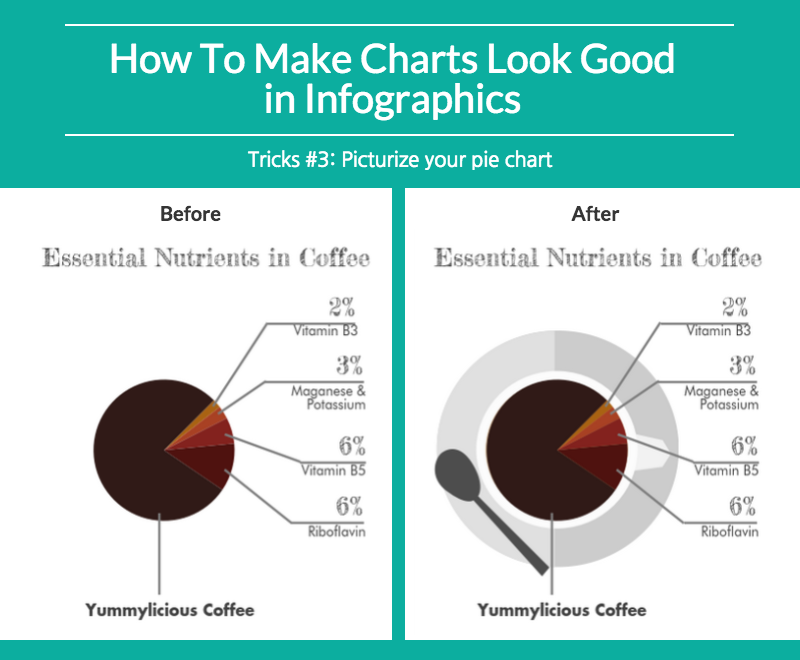 How To Make Charts Look Good
in Infographics
Tricks #3: Picturize your pie chart
Before
Essential Nutrients in Coffee
2%
Vitamin B3
3%
Maganese &
Potassium
6%
Vitamin B5
6%
Riboflavin
Yummylicious Coffee
After
Essential Nutrients in Coffee
2%
Vitamin B3
3%
Maganese &
Potassium
6%
Vitamin B5
6%
Riboflavin
Yummylicious Coffee